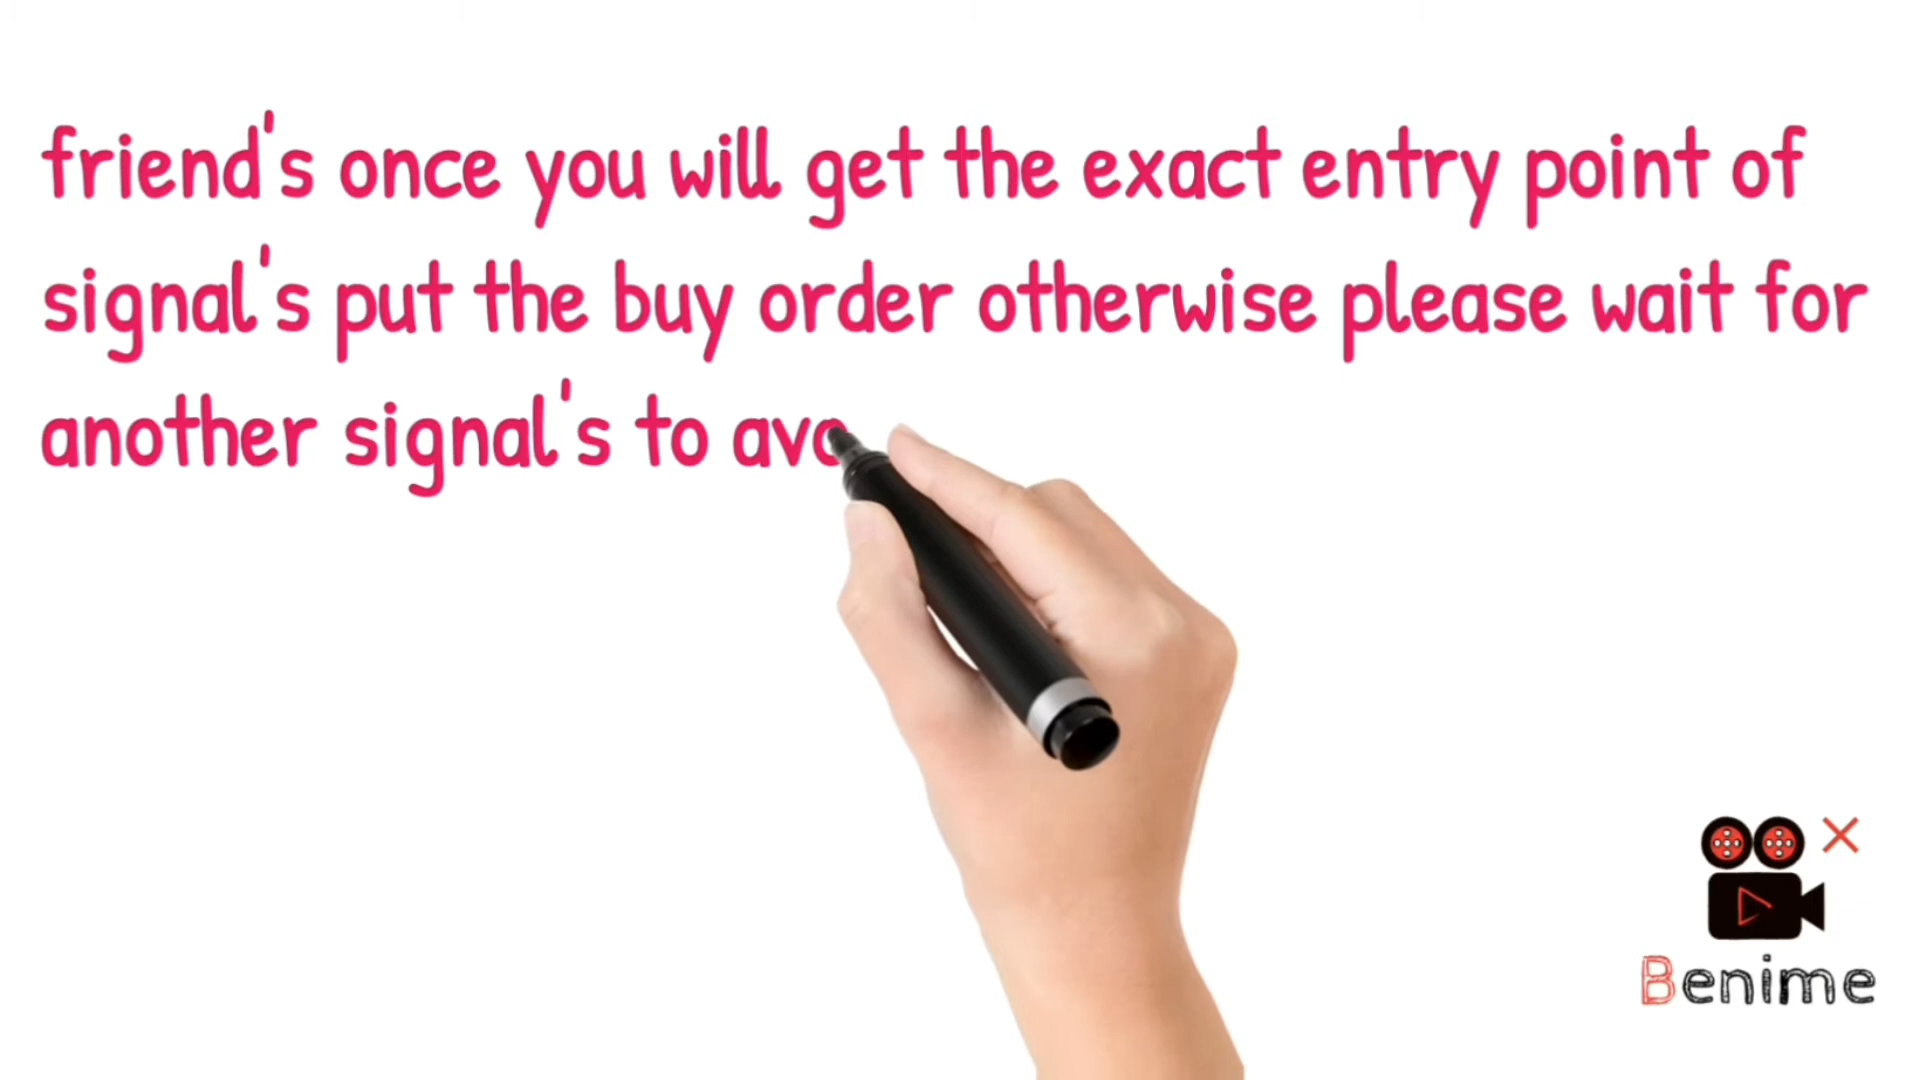 friend's once you will get the exact entry point of
signal's put the buy order otherwise please wait for
another signal's to
Benime